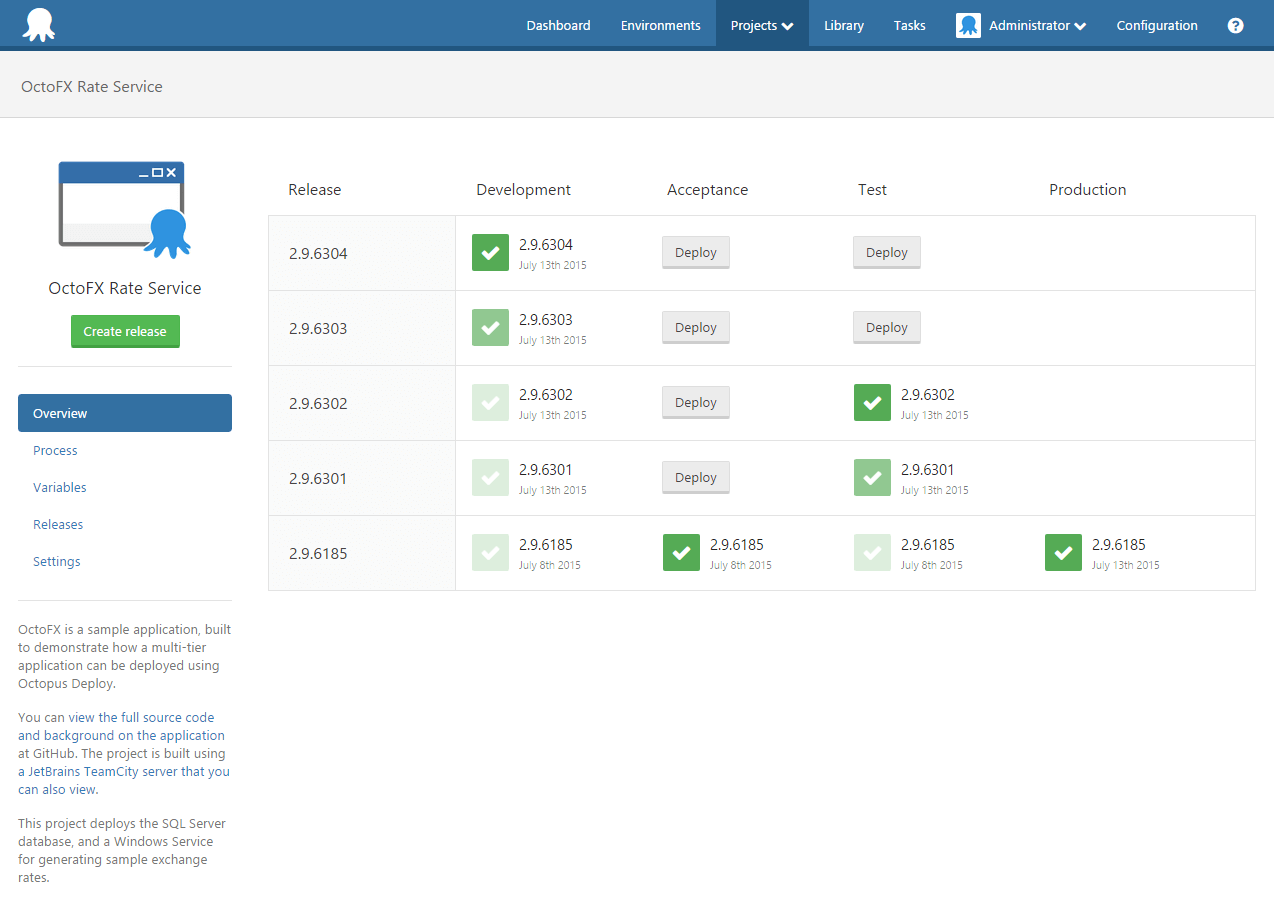 Dashboard Environments Projects Library Tasks Administrator Configuration ?
OctoFX Rate Service
OctoFX Rate Service
Create release
Overview
Process
Variables
Releases
Settings
OctoFX is a sample application, built
to demonstrate how a multi-tier
application can be deployed using
Octopus Deploy.
You can view the full source code
and background on the application
at GitHub. The project is built using
a JetBrains TeamCity server that you
can also view.
This project deploys the SQL Server
database, and a Windows Service
for generating sample exchange
rates.
Release Development Acceptance Test Production
2.9.6304 2.9.6304 Deploy Deploy
July 13th 2015
2.9.6303 2.9.6303 Deploy Deploy
July 13th 2015
2.9.6302 2.9.6302 Deploy 2.9.6302
July 13th 2015 July 13th 2015
2.9.6301 2.9.6301 Deploy 2.9.6301
July 13th 2015 July 13th 2015
2.9.6185 2.9.6185 2.9.6185 2.9.6185 2.9.6185
July 8th 2015 July 8th 2015 July 8th 2015 July 13th 2015